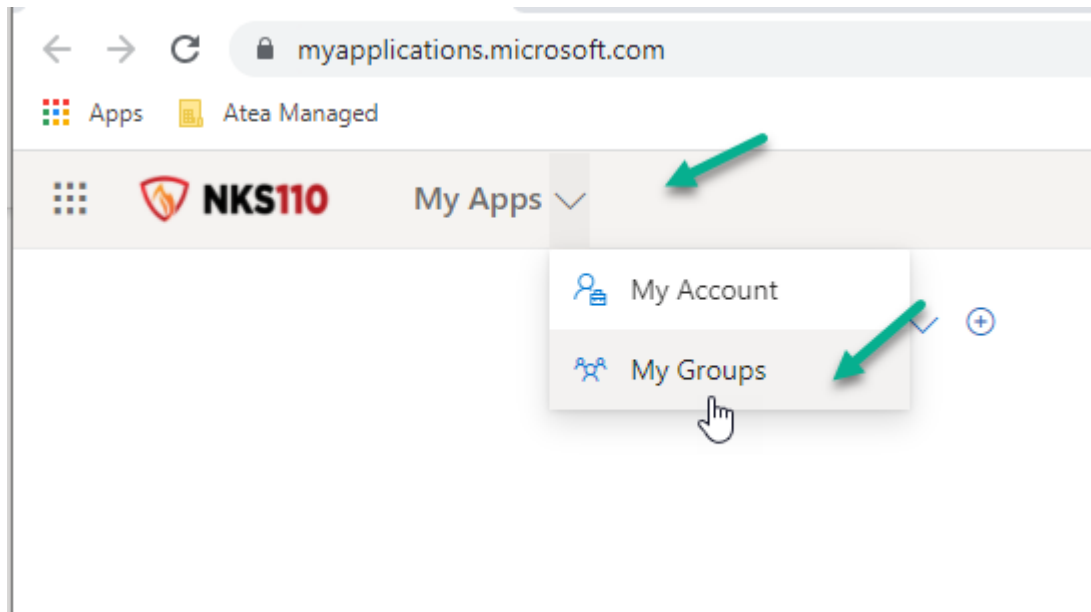 myapplications.microsoft.com
Apps Atea Managed
NKS110 My Apps
My Account
My Groups